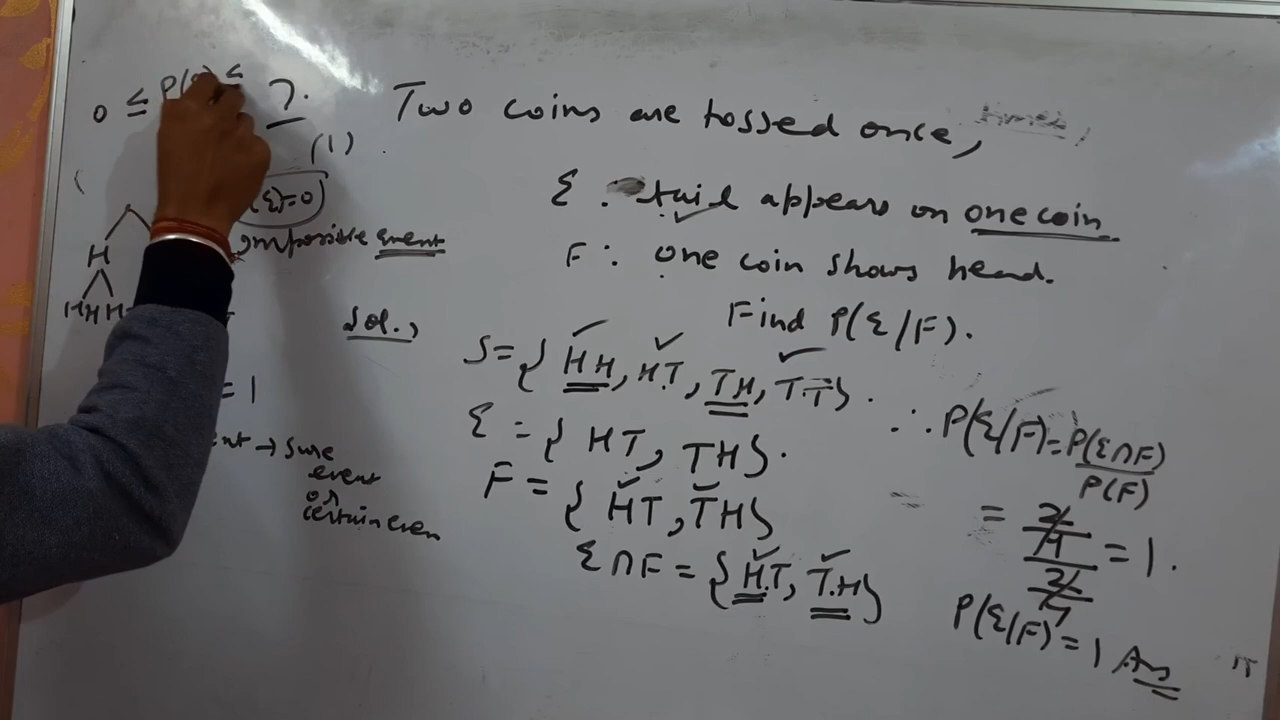 0 ≤ P( ≤ ?.
(1).
(ξ)=0
impossible event
H
HH H
= 1
→ sure
event
or
certain even
Two coins are tossed once,
ξ : tail appears on one coin
F : one coin shows head.
Find P(ξ/F).
Sol.,
S={HH, HT, TH, TT}.
ξ = {HT, TH}.
F = {HT, TH}
ξ∩F = {HT, TH}
∴ P(ξ/F)=P(ξ∩F)
P(F)
= 2/4
2/4 = 1.
P(ξ/F)=1 Ans